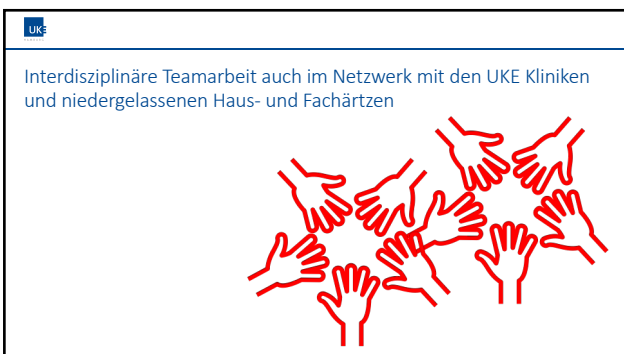 UKE
Interdisziplinäre Teamarbeit auch im Netzwerk mit den UKE Kliniken
und niedergelassenen Haus- und Fachärtzen